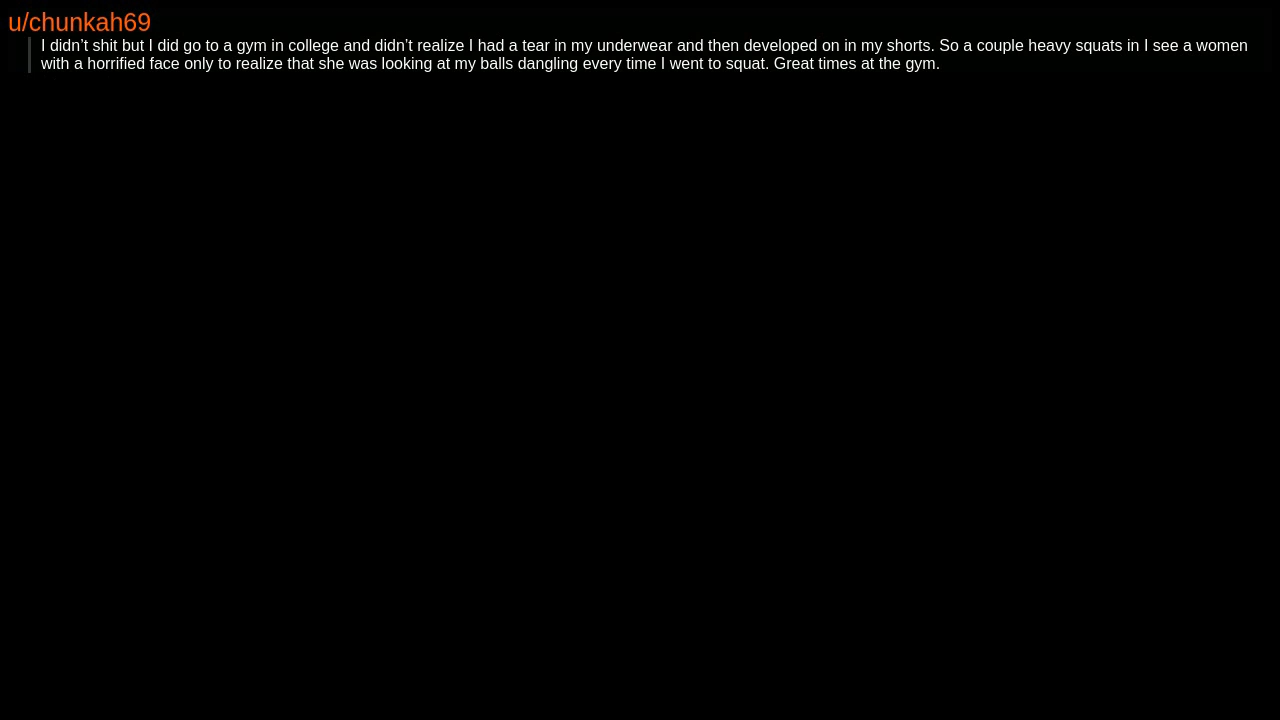 u/chunkah69
I didn’t shit but I did go to a gym in college and didn’t realize I had a tear in my underwear and then developed on in my shorts. So a couple heavy squats in I see a women
with a horrified face only to realize that she was looking at my balls dangling every time I went to squat. Great times at the gym.